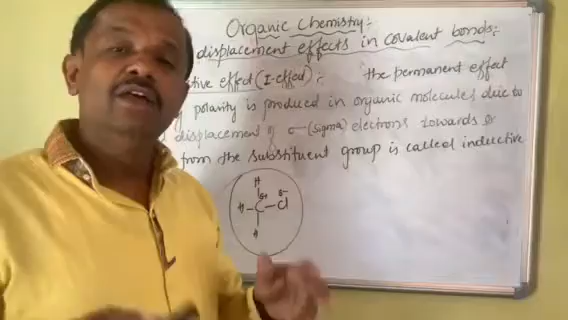 Organic Chemistry:-
displacement effects in covalent bonds:-
tive effect (I-effect):- the permanent effect
polarity is produced in organic molecules due to
displacement of σ-(sigma) electrons towards or
from the substituent group is called inductive
H
δ+ δ-
H-C-Cl
H